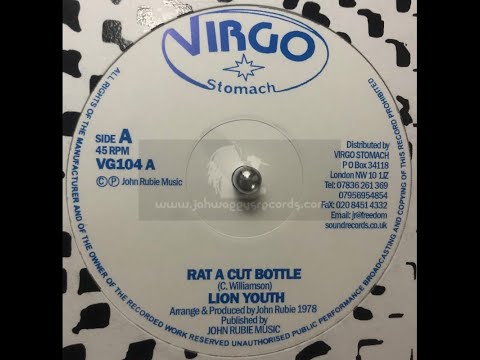 VIRGO
Stomach
SIDE A
45 RPM
VG104 A
Ⓒ Ⓟ John Rubie Music
Distributed by
VIRGO STOMACH
P O Box 34118
London NW 10 1JZ
Tel: 07836 261 369
07956954854
Fax: 020 8451 4332
Email: jr@freedom
soundrecords.co.uk
www.jahwaggysrecords.com
RAT A CUT BOTTLE
(C. Williamson)
LION YOUTH
Arrange & Produced by John Rubie 1978
Published by
JOHN RUBIE MUSIC
ALL RIGHTS OF THE MANUFACTURER AND OF THE OWNER OF THE RECORDED WORK RESERVED UNAUTHORISED PUBLIC PERFORMANCE BROADCASTING AND COPYING OF THIS RECORD PROHIBITED